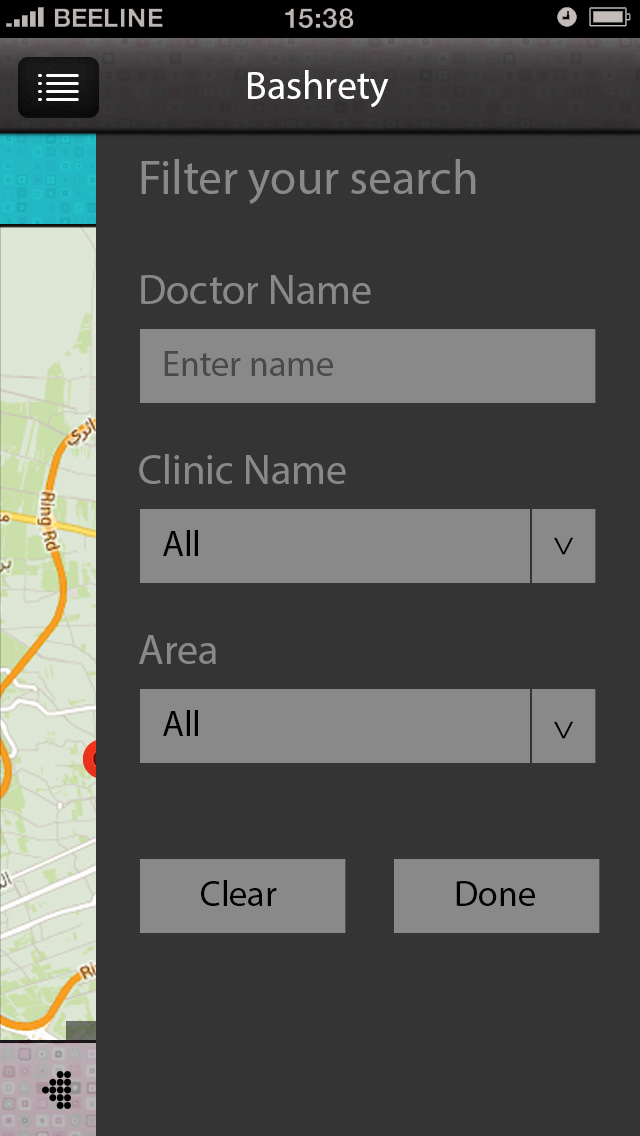 BEELINE 15:38
Bashrety
Filter your search
Doctor Name
Enter name
Clinic Name
All
Area
All
Clear Done
Ring Rd